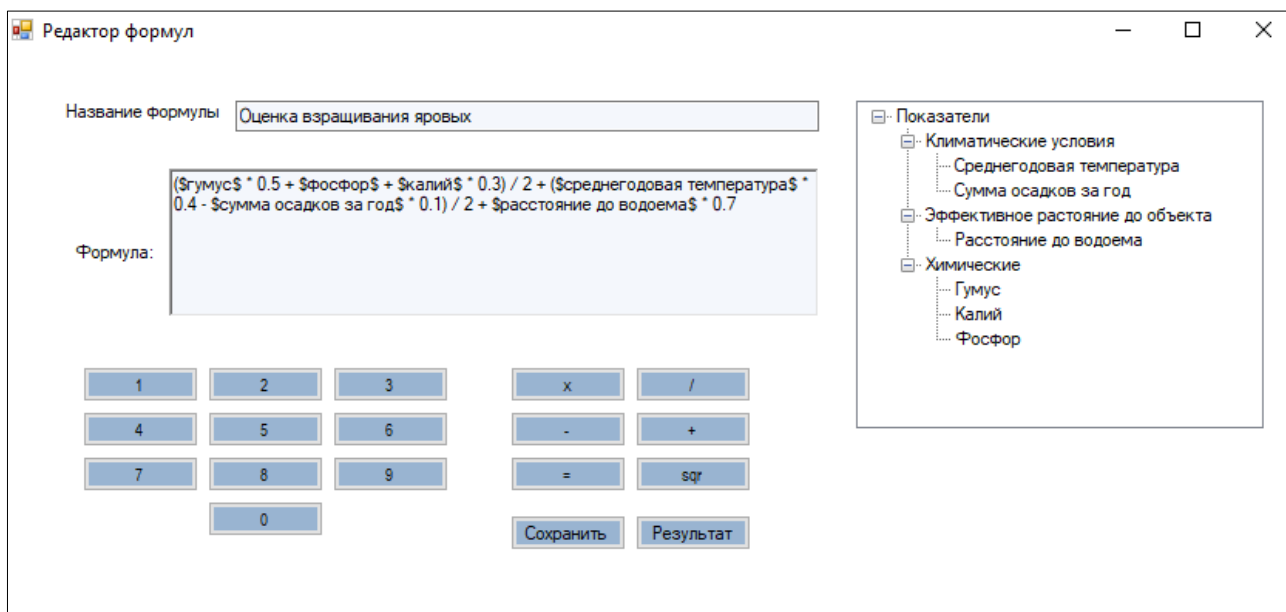 Редактор формул
Название формулы
Оценка взращивания яровых
Формула:
($гумус$ * 0.5 + $фосфор$ + $калий$ * 0.3) / 2 + ($среднегодовая температура$ *
0.4 - $сумма осадков за год$ * 0.1) / 2 + $расстояние до водоема$ * 0.7
Показатели
Климатические условия
Среднегодовая температура
Сумма осадков за год
Эффективное растояние до объекта
Расстояние до водоема
Химические
Гумус
Калий
Фосфор
1 2 3 x /
4 5 6 - +
7 8 9 = sqr
0
Сохранить Результат